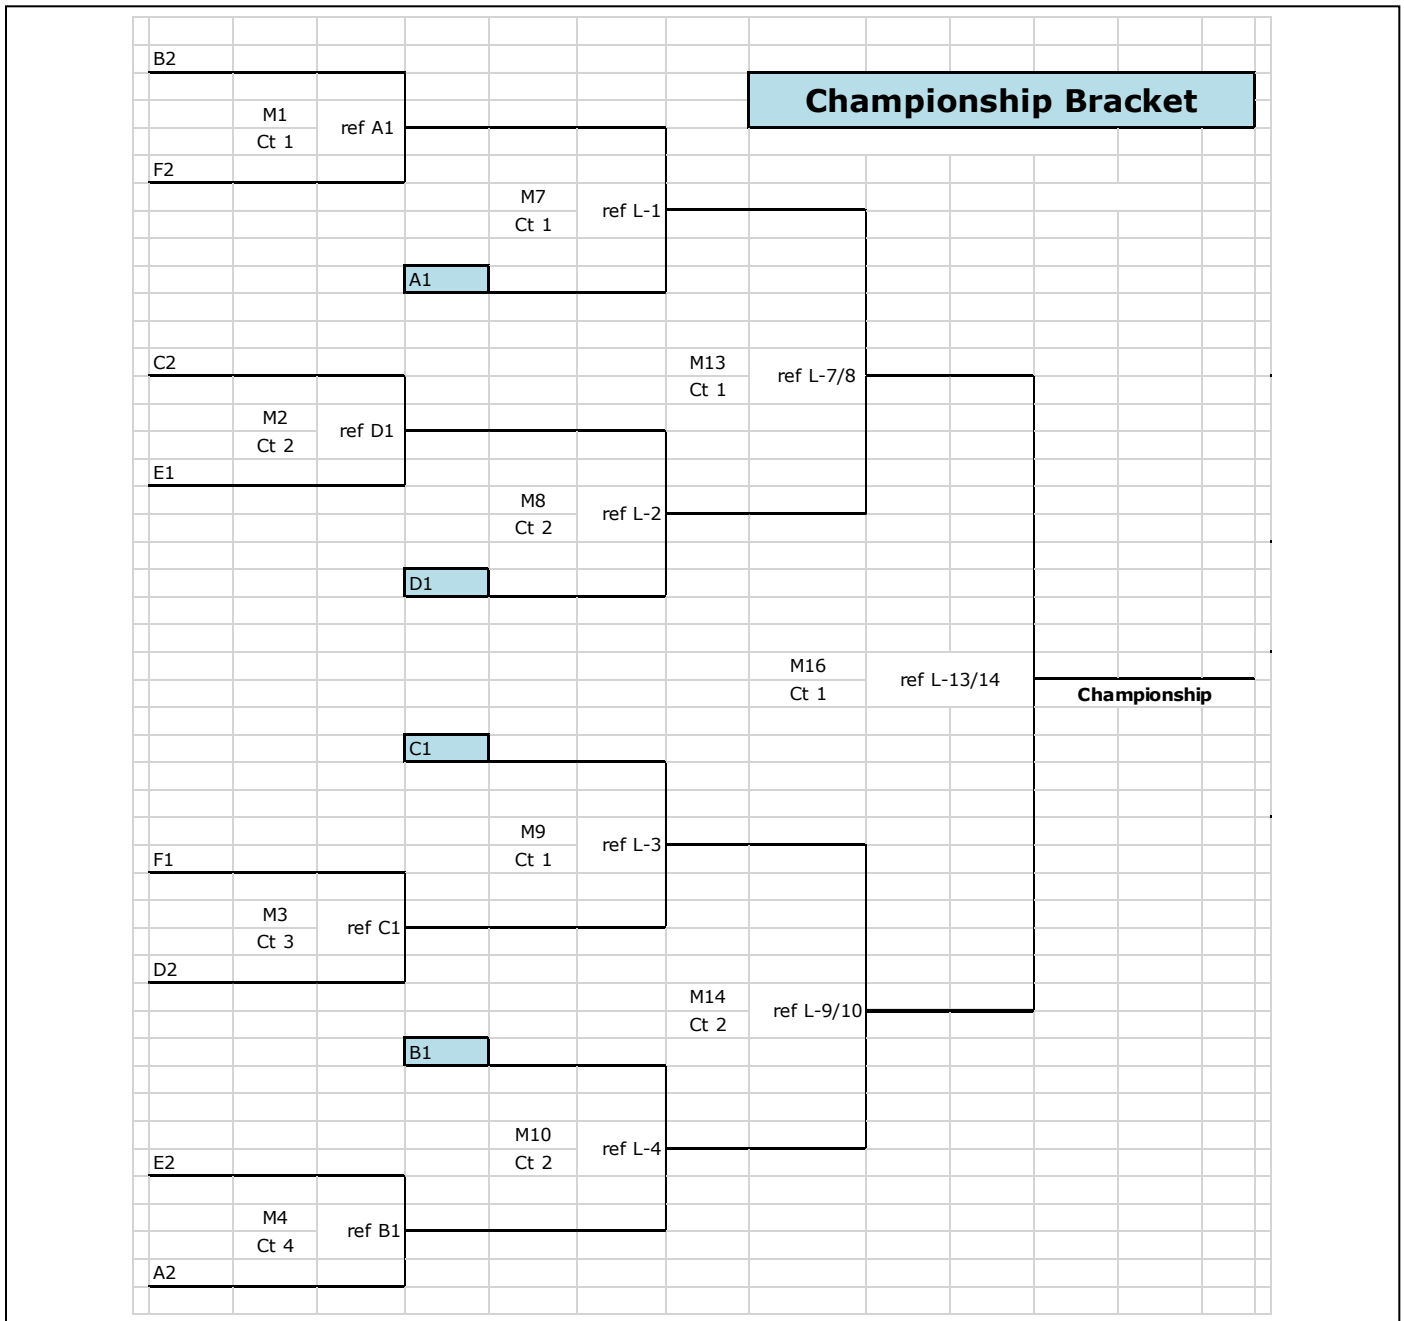 B2
Championship Bracket
M1
ref A1
Ct 1
F2
M7
ref L-1
Ct 1
A1
C2
M13
ref L-7/8
Ct 1
M2
ref D1
Ct 2
E1
M8
ref L-2
Ct 2
D1
M16
ref L-13/14
Ct 1
Championship
C1
M9
ref L-3
Ct 1
F1
M3
ref C1
Ct 3
D2
M14
ref L-9/10
Ct 2
B1
M10
ref L-4
Ct 2
E2
M4
ref B1
Ct 4
A2